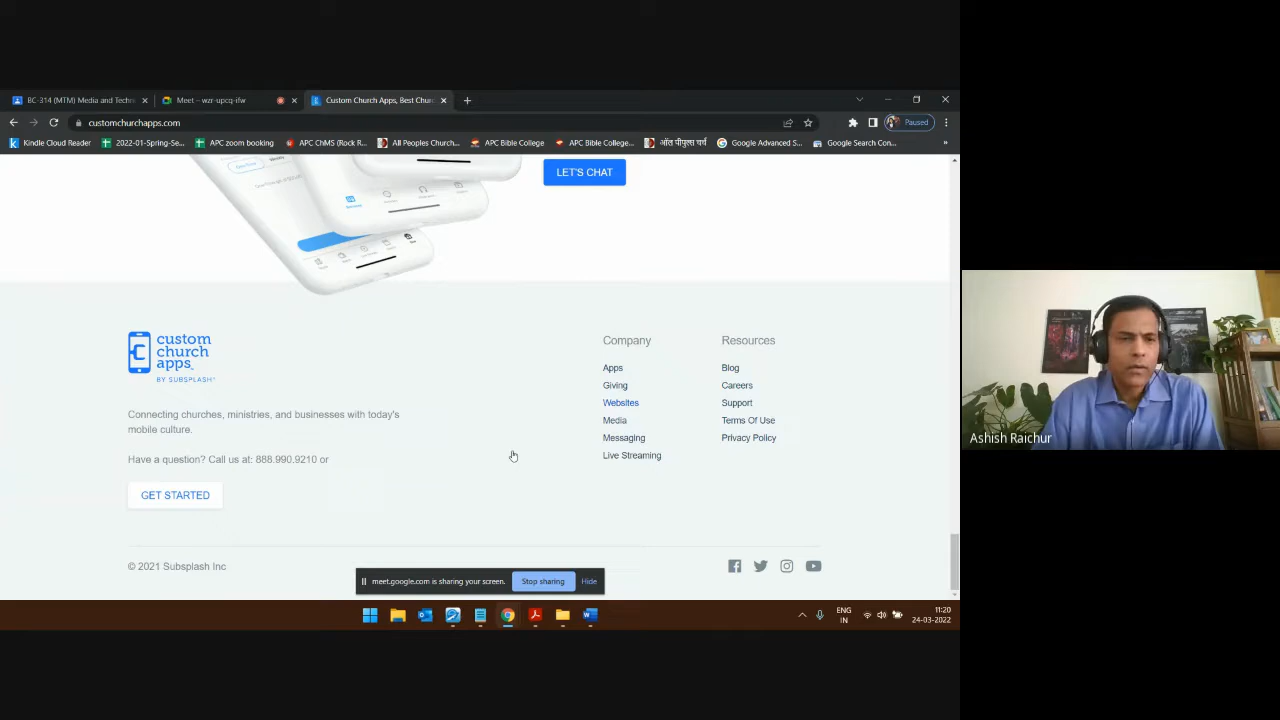 BC-314 (MTM) Media and Techn
Meet – wzr-upcq-ifw
Custom Church Apps, Best Chur
customchurchapps.com
Paused
Kindle Cloud Reader
2022-01-Spring-Se...
APC zoom booking
APC ChMS (Rock R...
All Peoples Church...
APC Bible College
APC Bible College...
ऑल पीपुल्स चर्च
Google Advanced S...
Google Search Con...
LET'S CHAT
custom
church
apps
BY SUBSPLASH
Connecting churches, ministries, and businesses with today's
mobile culture.
Have a question? Call us at: 888.990.9210 or
GET STARTED
Company
Apps
Giving
Websites
Media
Messaging
Live Streaming
Resources
Blog
Careers
Support
Terms Of Use
Privacy Policy
© 2021 Subsplash Inc
meet.google.com is sharing your screen.
Stop sharing
Hide
ENG
IN
11:20
24-03-2022
Ashish Raichur